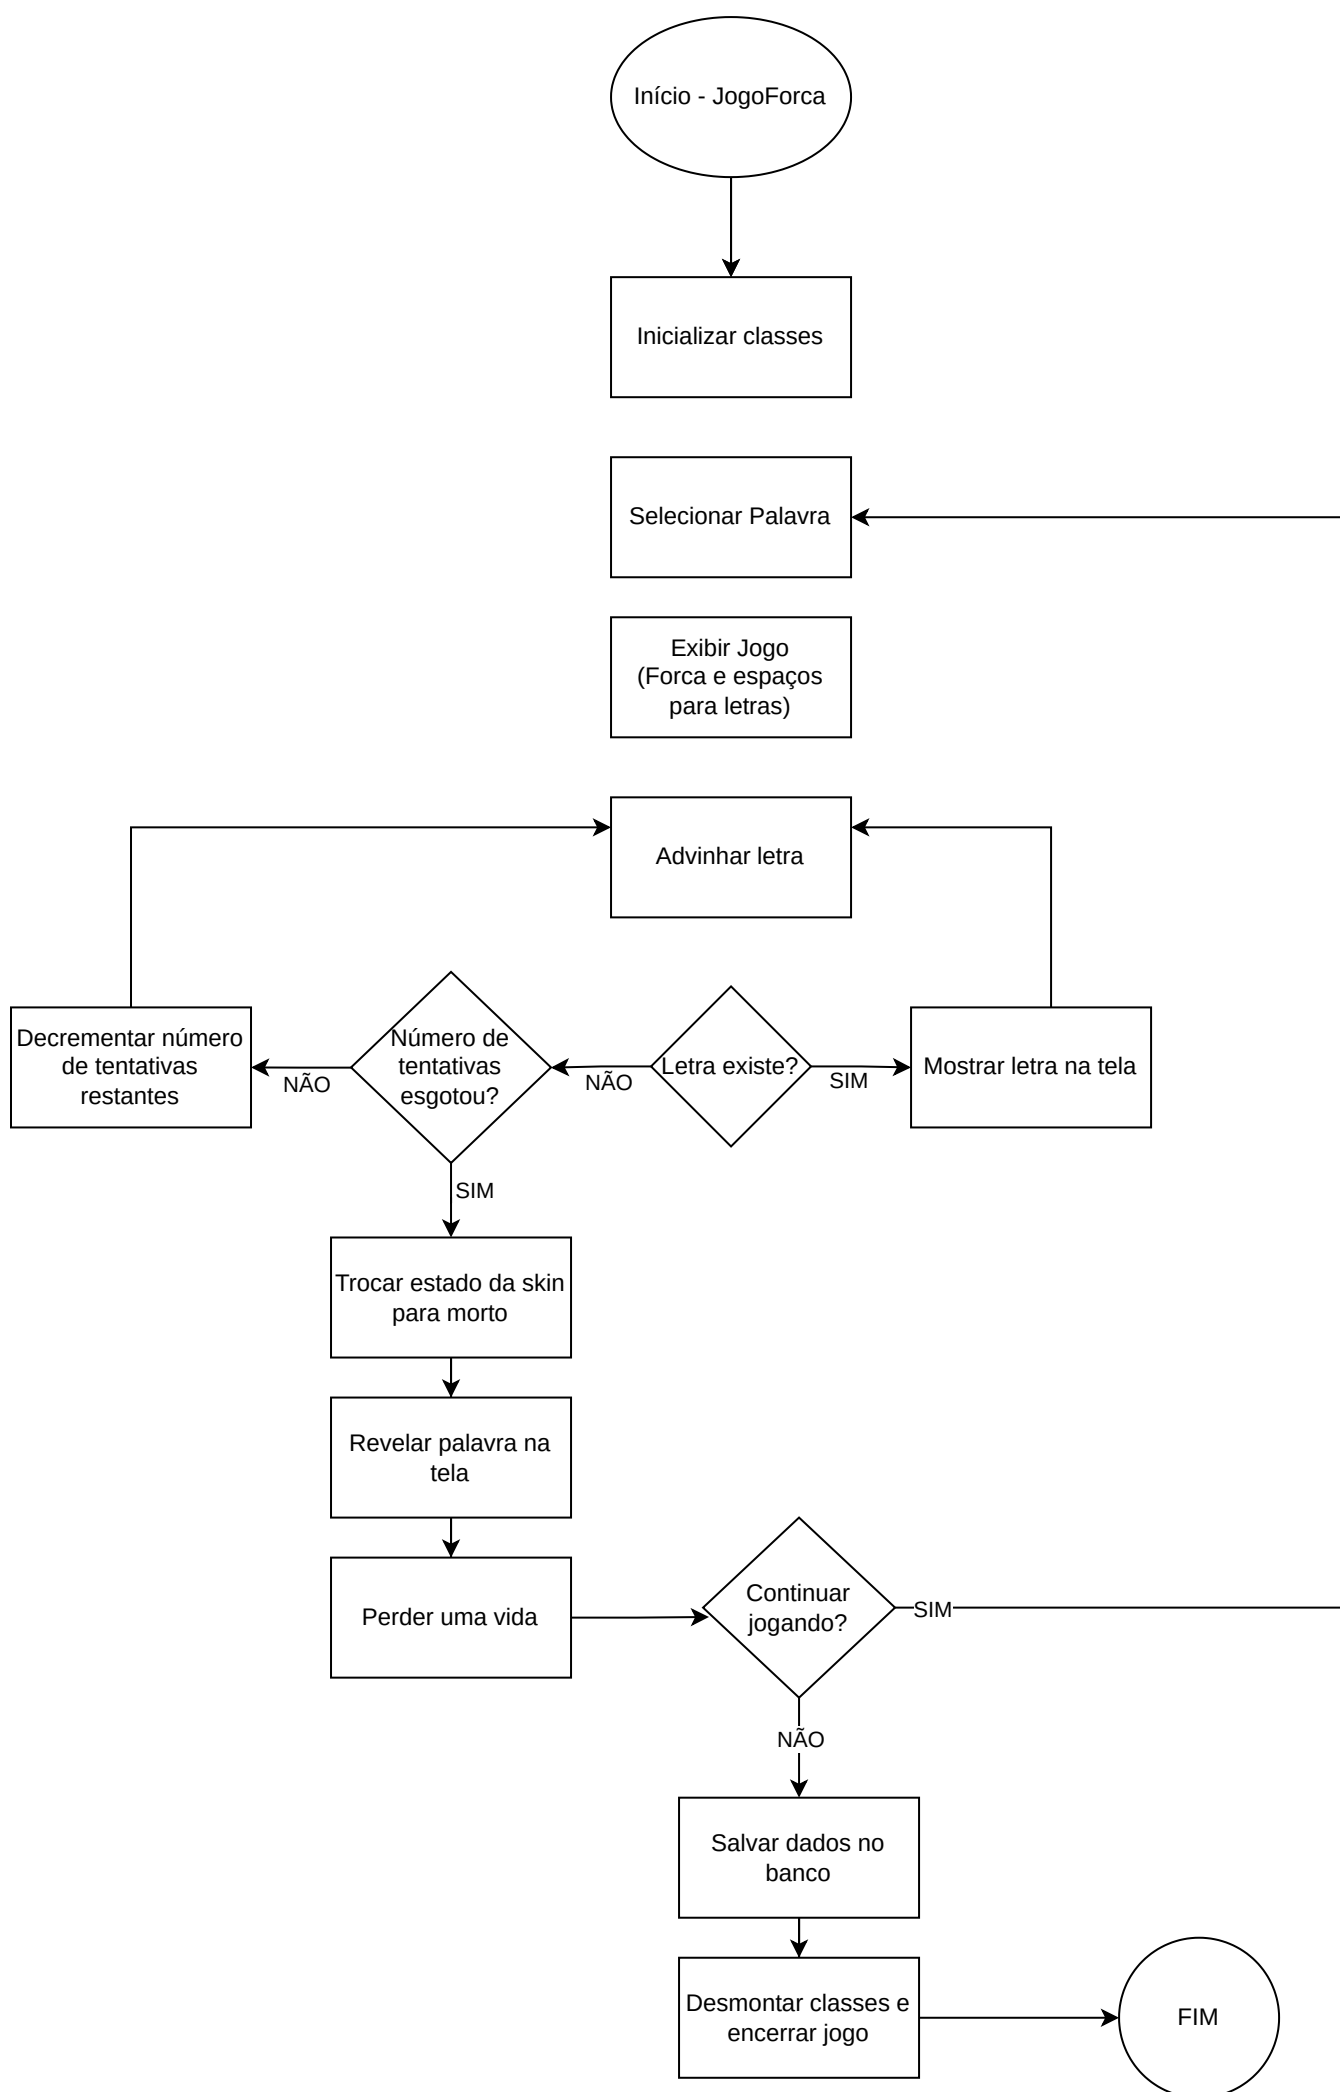 Início - JogoForca
Inicializar classes
Selecionar Palavra
Exibir Jogo
(Forca e espaços
para letras)
Advinhar letra
Decrementar número
de tentativas
restantes
NÃO
Número de
tentativas
esgotou?
NÃO
Letra existe?
SIM
Mostrar letra na tela
SIM
Trocar estado da skin
para morto
Revelar palavra na
tela
Perder uma vida
Continuar
jogando?
SIM
NÃO
Salvar dados no
banco
Desmontar classes e
encerrar jogo
FIM